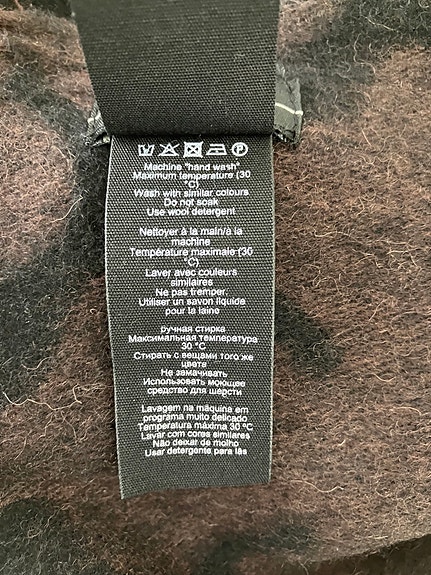 Machine "hand wash"
Maximum temperature (30
°C)
Wash with similar colours
Do not soak
Use wool detergent
Nettoyer à la main/à la
machine
Température maximale (30
°C)
Laver avec couleurs
similaires
Ne pas fremper.
Utiliser un savon liquide
pour la laine
ручная стирка
Максимальная температура
30 °C
Стирать с вещами того же
цвета
Не замачивать
Использовать моющее
средство для шерсти
Lavagem na máquina em
programa muito delicado
Temperatura máxima 30 °C
Lavar com cores similares
Não deixar de molho
Usar detergente para lãs